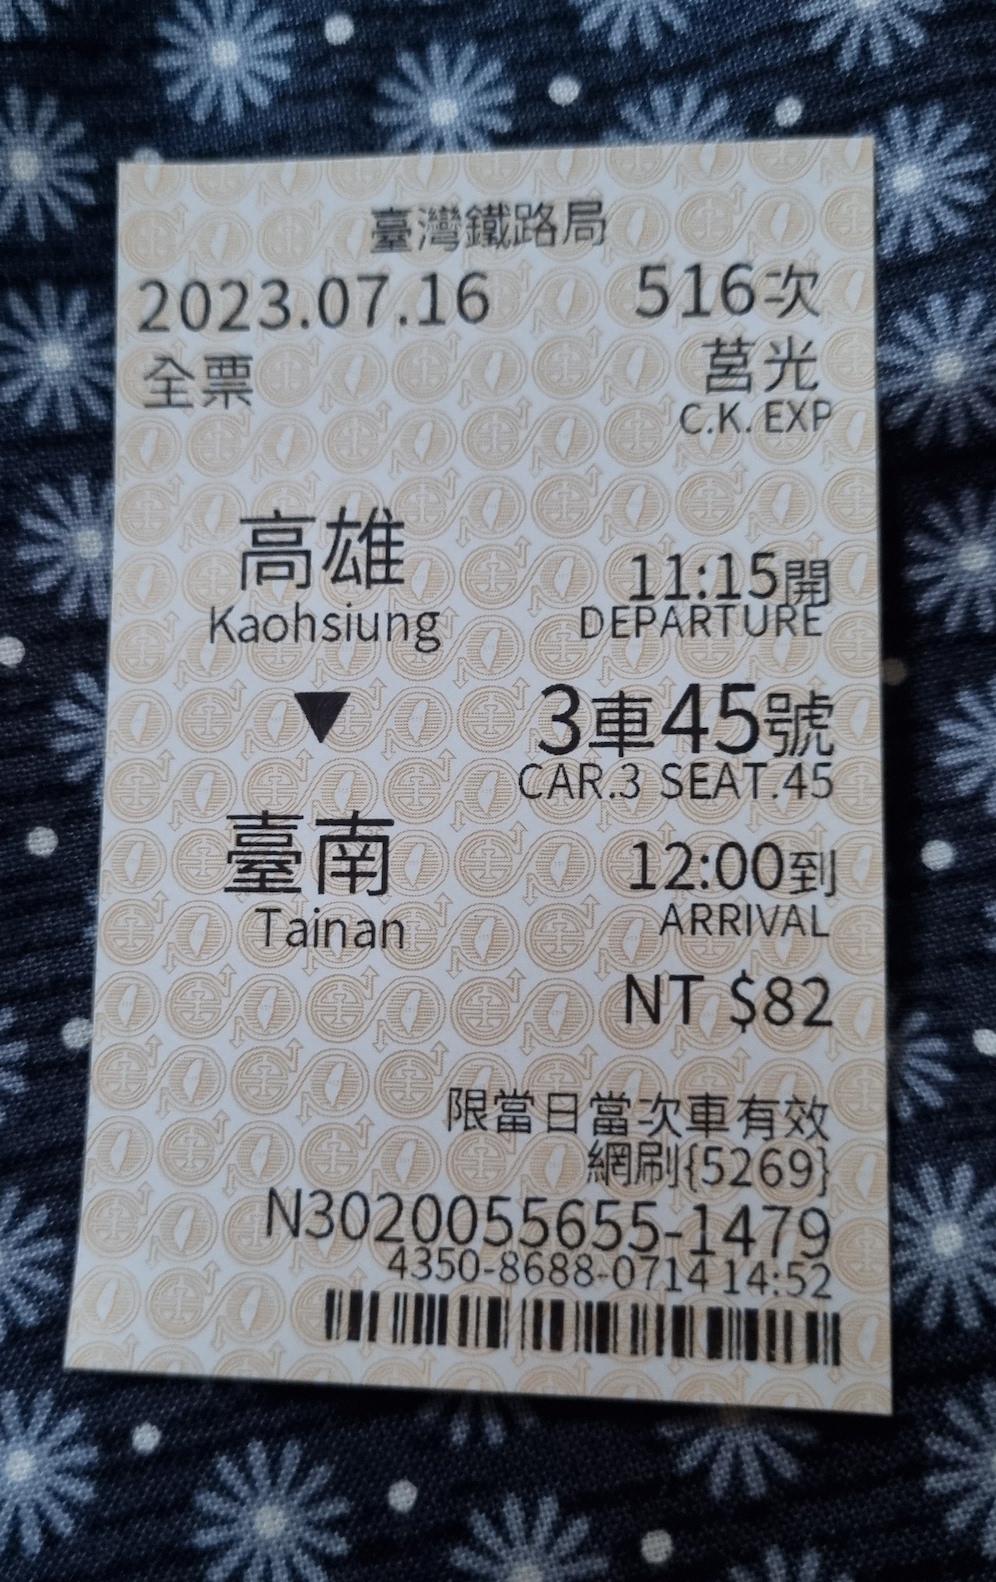 臺灣鐵路局
2023.07.16 516次
全票 莒光
C.K. EXP
高雄 11:15開
Kaohsiung DEPARTURE
▼ 3車45號
CAR.3 SEAT.45
臺南 12:00到
Tainan ARRIVAL
NT $82
限當日當次車有效
網刷{5269}
N3020055655-1479
4350-8688-0714 14:52